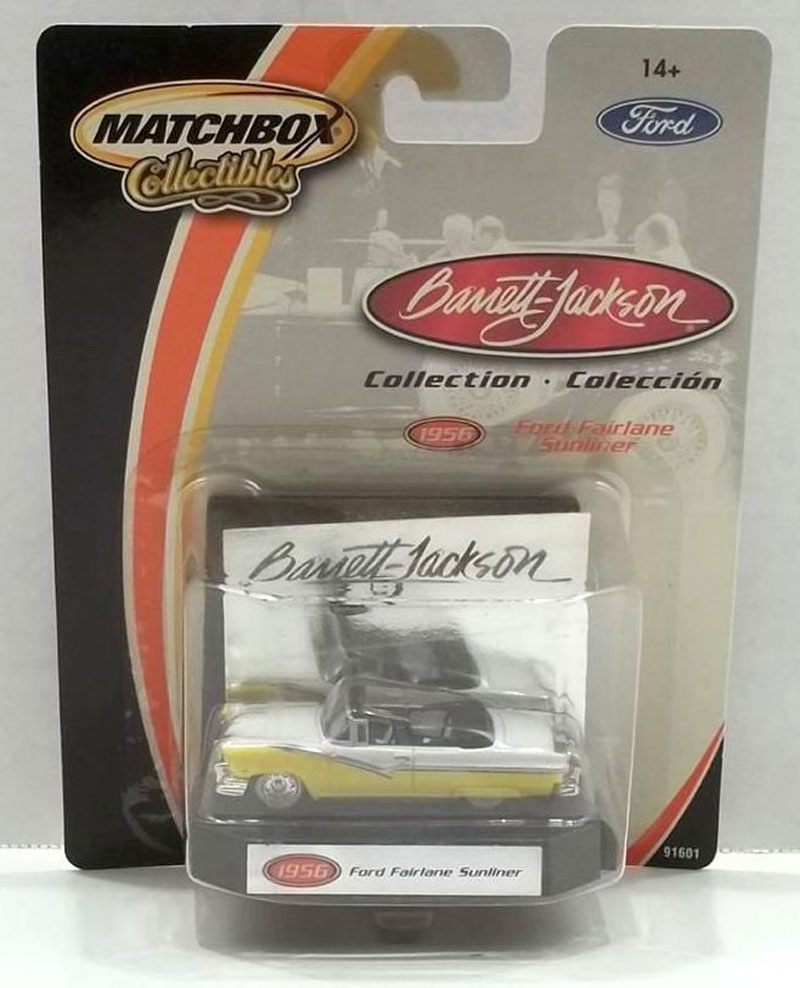 14+
Ford
MATCHBOX
Collectibles
Barrett-Jackson
Collection · Colección
1956 Ford Fairlane
Sunliner
Barrett-Jackson
1956 Ford Fairlane Sunliner
91601